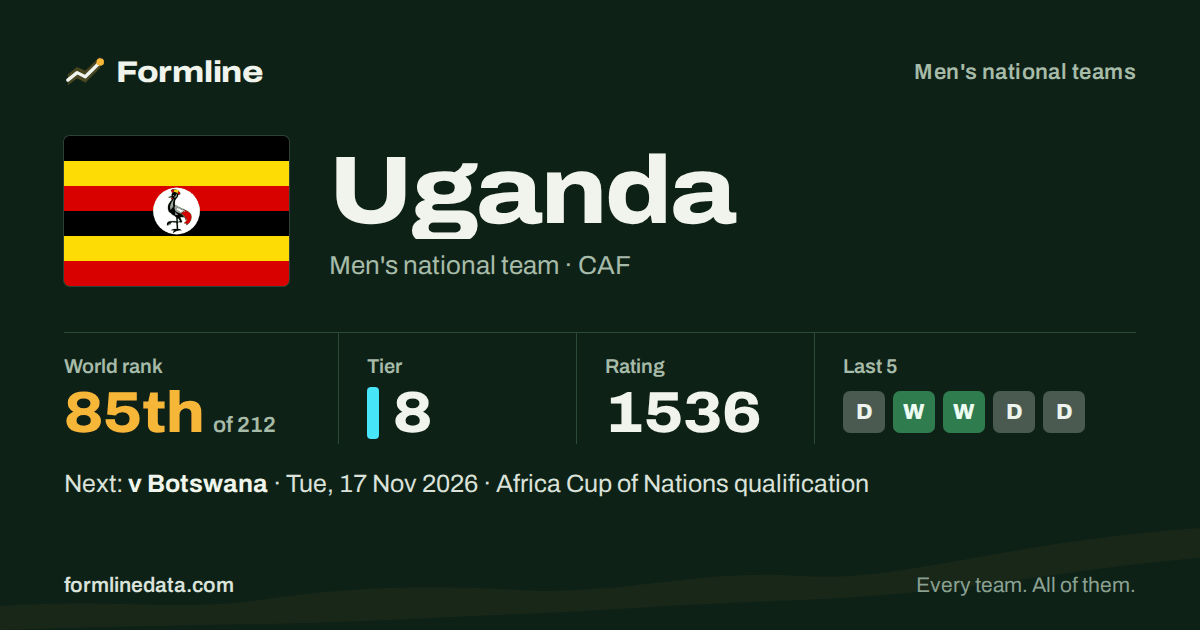 Formline
Men's national teams
Uganda
Men's national team · CAF
World rank
85th of 212
Tier
8
Rating
1536
Last 5
D W W D D
Next: v Botswana · Tue, 17 Nov 2026 · Africa Cup of Nations qualification
formlinedata.com
Every team. All of them.